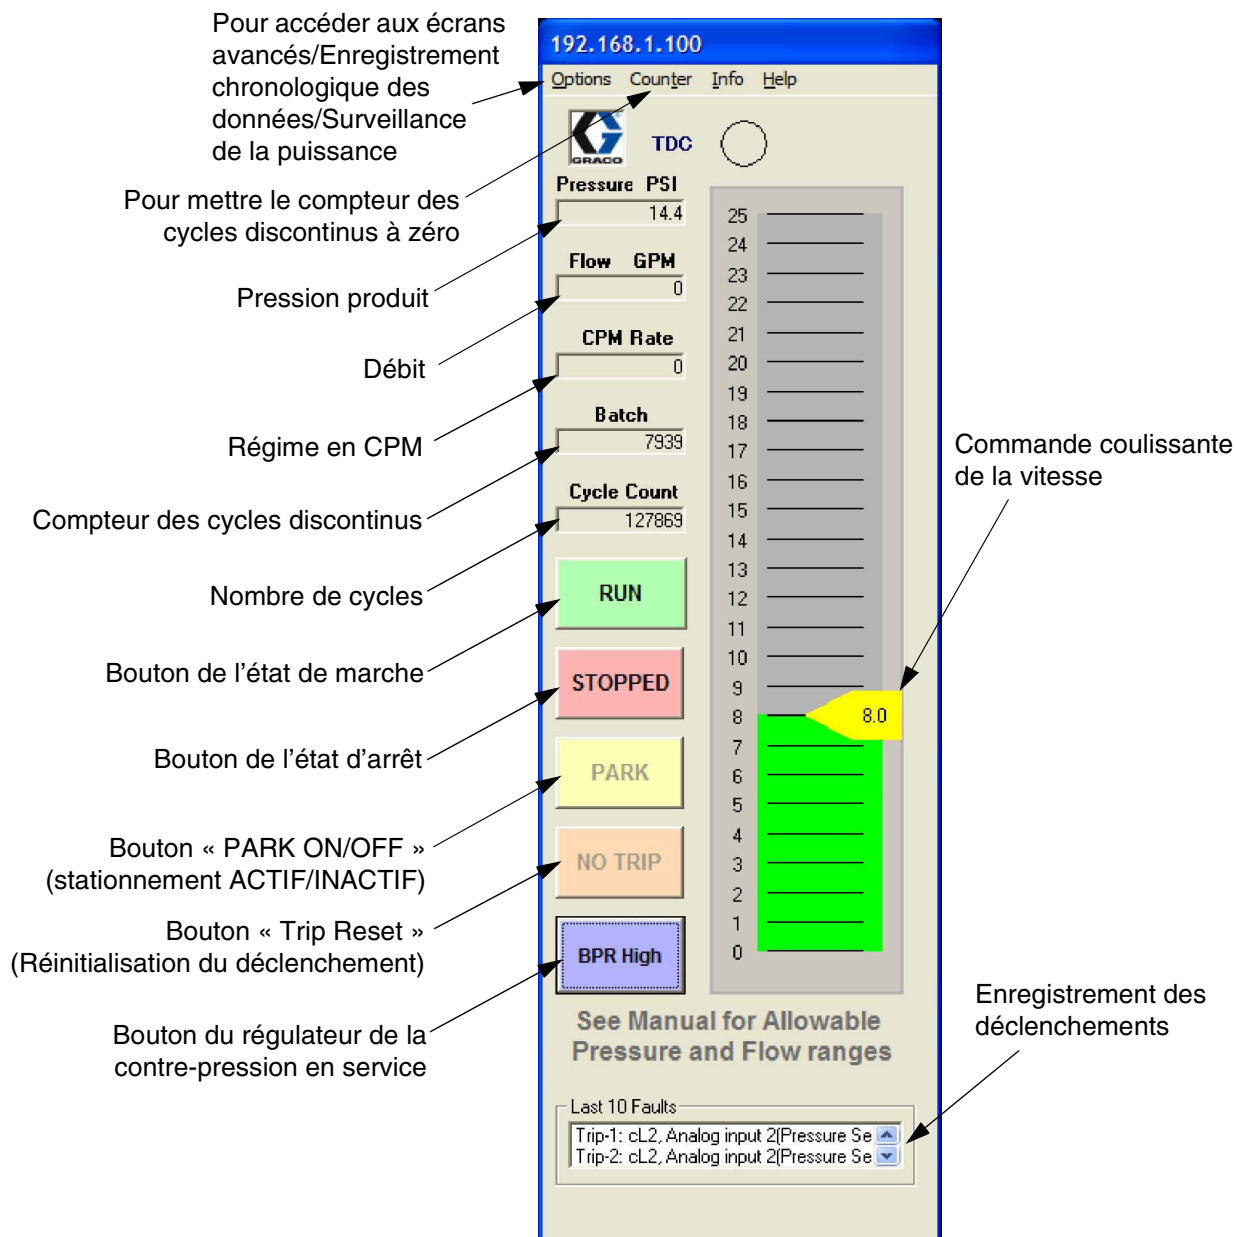 Pour accéder aux écrans
avancés/Enregistrement
chronologique des
données/Surveillance
de la puissance
Pour mettre le compteur des
cycles discontinus à zéro
Pression produit
Débit
Régime en CPM
Compteur des cycles discontinus
Nombre de cycles
Bouton de l'état de marche
Bouton de l'état d'arrêt
Bouton « PARK ON/OFF »
(stationnement ACTIF/INACTIF)
Bouton « Trip Reset »
(Réinitialisation du déclenchement)
Bouton du régulateur de la
contre-pression en service
192.168.1.100
Options Counter Info Help
GRACO
TDC
Pressure PSI
14.4
Flow GPM
0
CPM Rate
0
Batch
7939
Cycle Count
127869
RUN
STOPPED
PARK
NO TRIP
BPR High
25
24
23
22
21
20
19
18
17
16
15
14
13
12
11
10
9
8
7
6
5
4
3
2
1
0
8.0
See Manual for Allowable
Pressure and Flow ranges
Last 10 Faults
Trip-1: cL2, Analog input 2(Pressure Se
Trip-2: cL2, Analog input 2(Pressure Se
Commande coulissante
de la vitesse
Enregistrement des
déclenchements